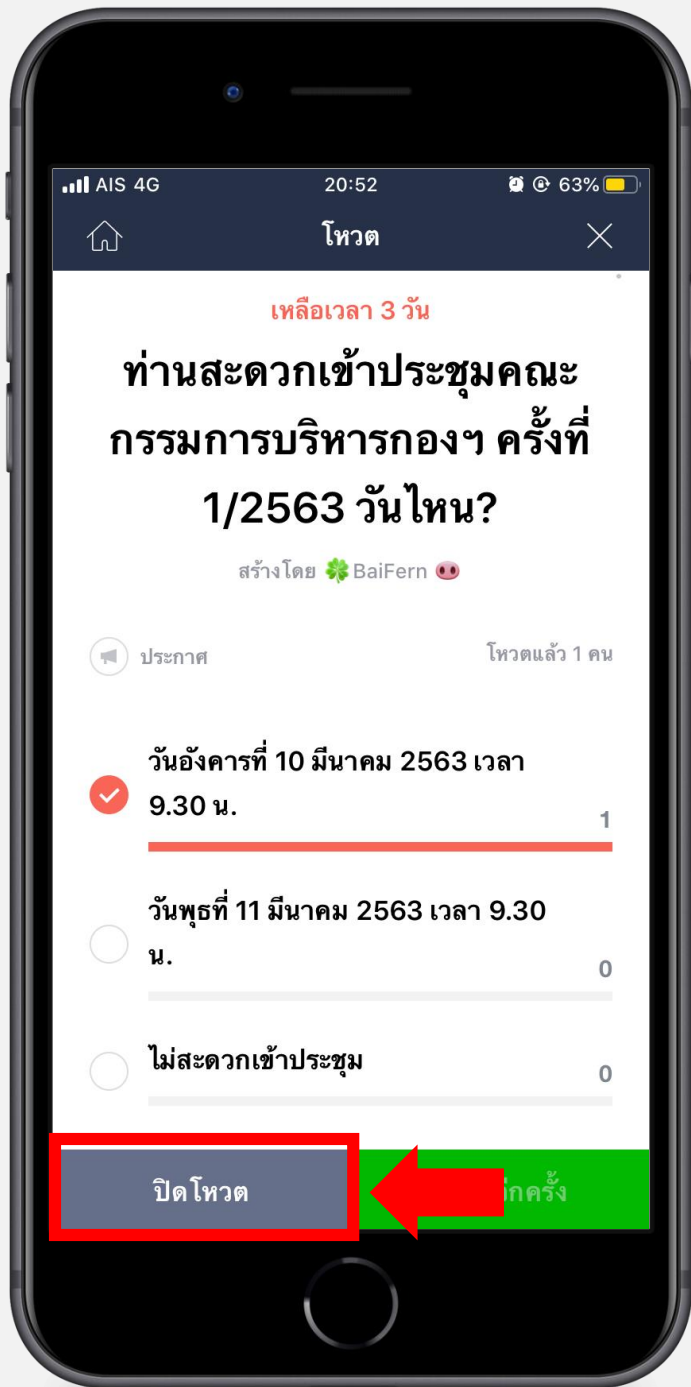 AIS 4G 20:52 63%
โหวต
เหลือเวลา 3 วัน
ท่านสะดวกเข้าประชุมคณะ
กรรมการบริหารกองฯ ครั้งที่
1/2563 วันไหน?
สร้างโดย 🍀BaiFern 🐽
ประกาศ โหวตแล้ว 1 คน
วันอังคารที่ 10 มีนาคม 2563 เวลา
9.30 น.
1
วันพุธที่ 11 มีนาคม 2563 เวลา 9.30
น.
0
ไม่สะดวกเข้าประชุม
0
ปิดโหวต